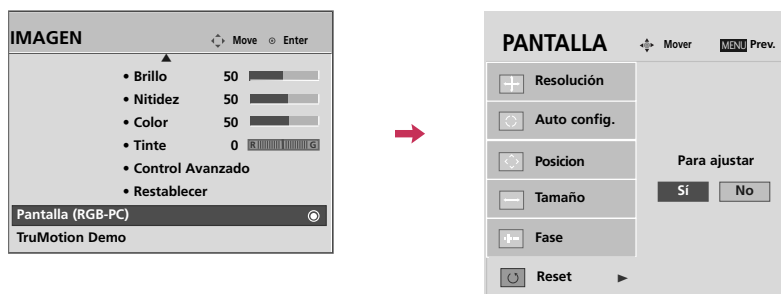 IMAGEN
Move
Enter
• Brillo 50
• Nitidez 50
• Color 50
• Tinte 0 R G
• Control Avanzado
• Restablecer
Pantalla (RGB-PC)
TruMotion Demo
PANTALLA
Mover
MENU Prev.
Resolución
Auto config.
Posicion
Tamaño
Fase
Reset
Para ajustar
Sí No